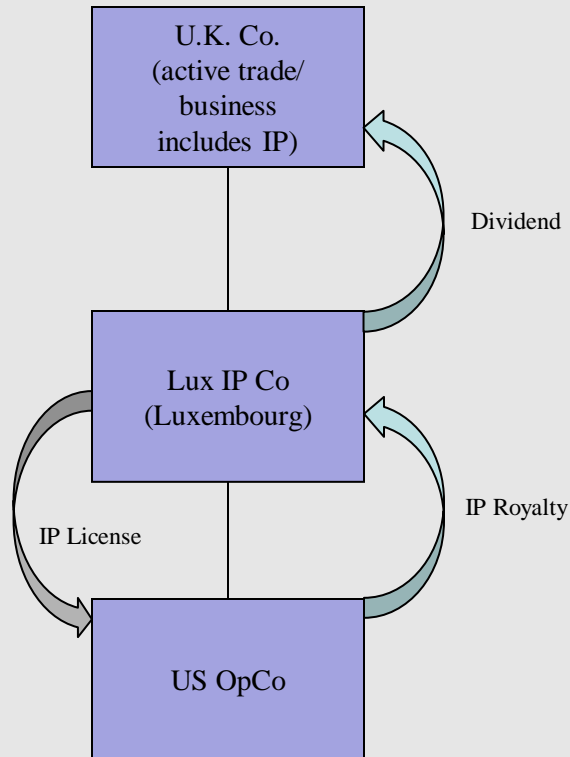 U.K. Co.
(active trade/
business
includes IP)
Dividend
Lux IP Co
(Luxembourg)
IP License
IP Royalty
US OpCo